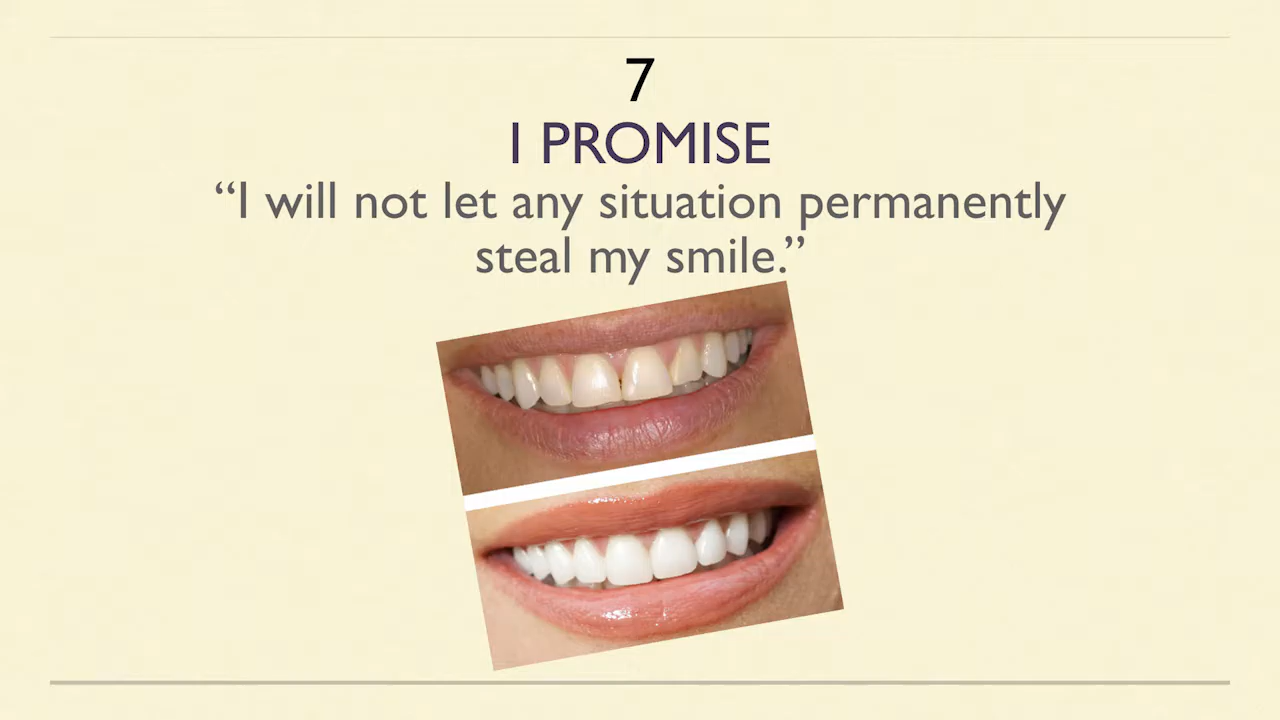 7
I PROMISE
“I will not let any situation permanently
steal my smile.”